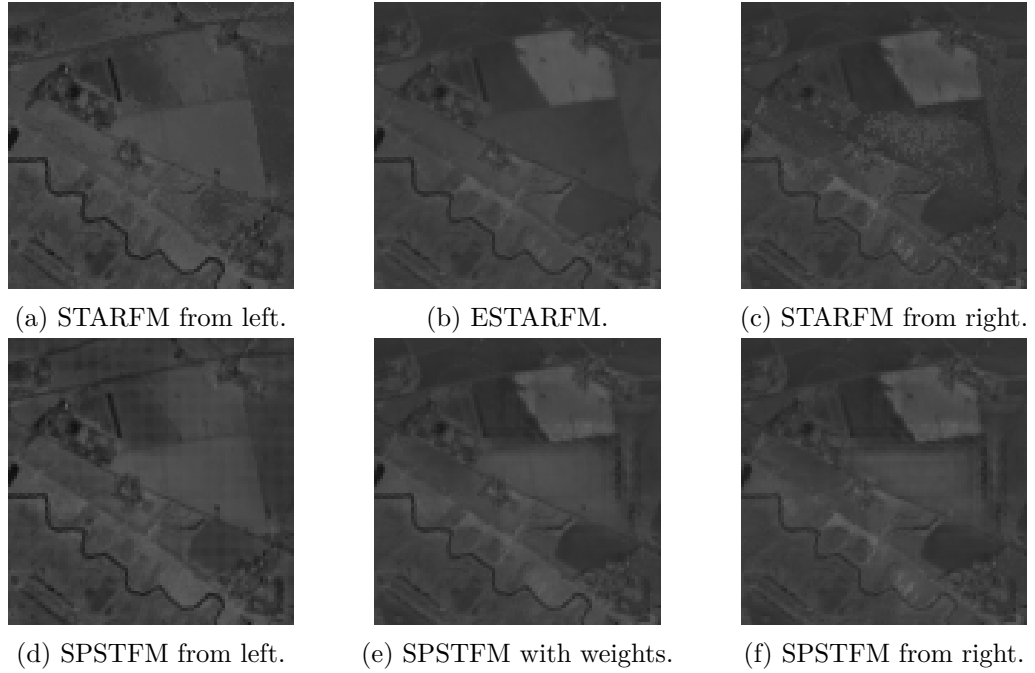 (a) STARFM from left.
(b) ESTARFM.
(c) STARFM from right.
(d) SPSTFM from left.
(e) SPSTFM with weights.
(f) SPSTFM from right.